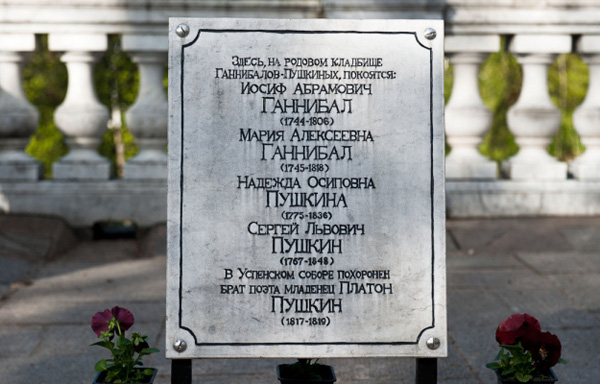 Здесь, на родовом кладбище
Ганнибалов-Пушкиных, покоятся:
Иосиф Абрамович
Ганнибал
(1744-1806)
Мария Алексеевна
Ганнибал
(1745-1818)
Надежда Осиповна
Пушкина
(1775-1836)
Сергей Львович
Пушкин
(1767-1848)
В Успенском соборе похоронен
брат поэта младенец Платон
Пушкин
(1817-1819)